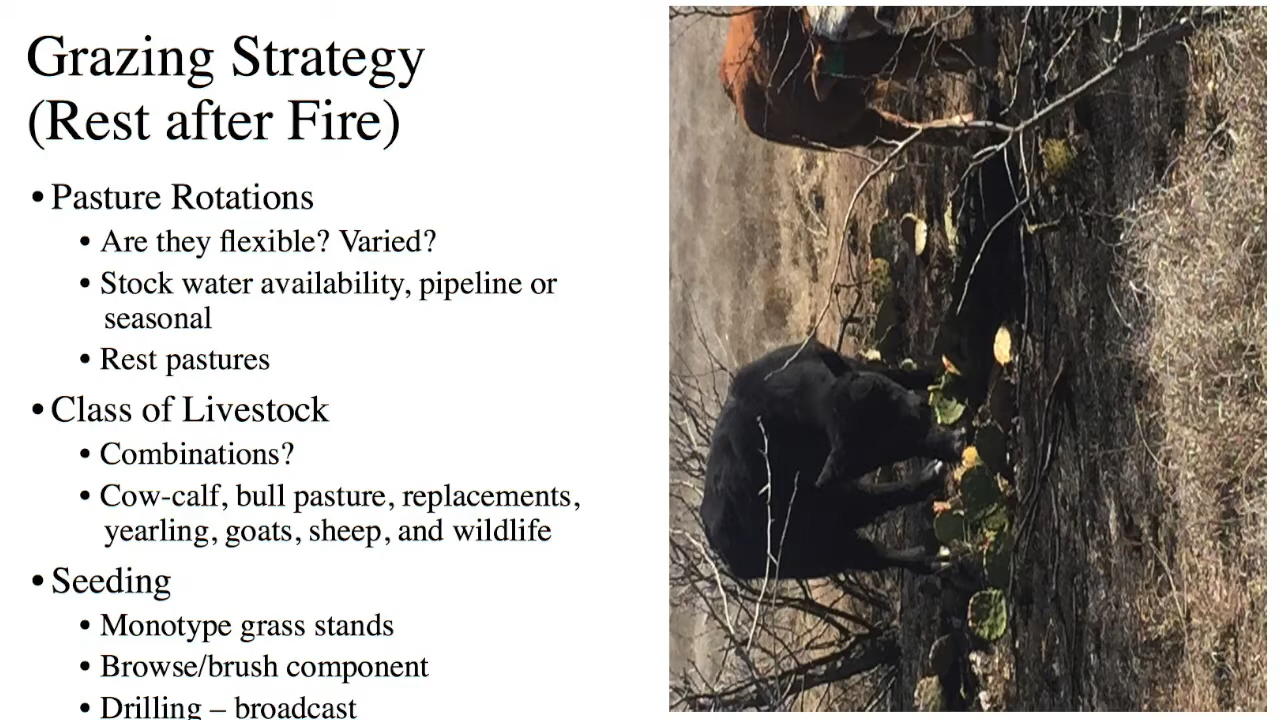 Grazing Strategy
(Rest after Fire)
• Pasture Rotations
• Are they flexible? Varied?
• Stock water availability, pipeline or
seasonal
• Rest pastures
• Class of Livestock
• Combinations?
• Cow-calf, bull pasture, replacements,
yearling, goats, sheep, and wildlife
• Seeding
• Monotype grass stands
• Browse/brush component
• Drilling – broadcast